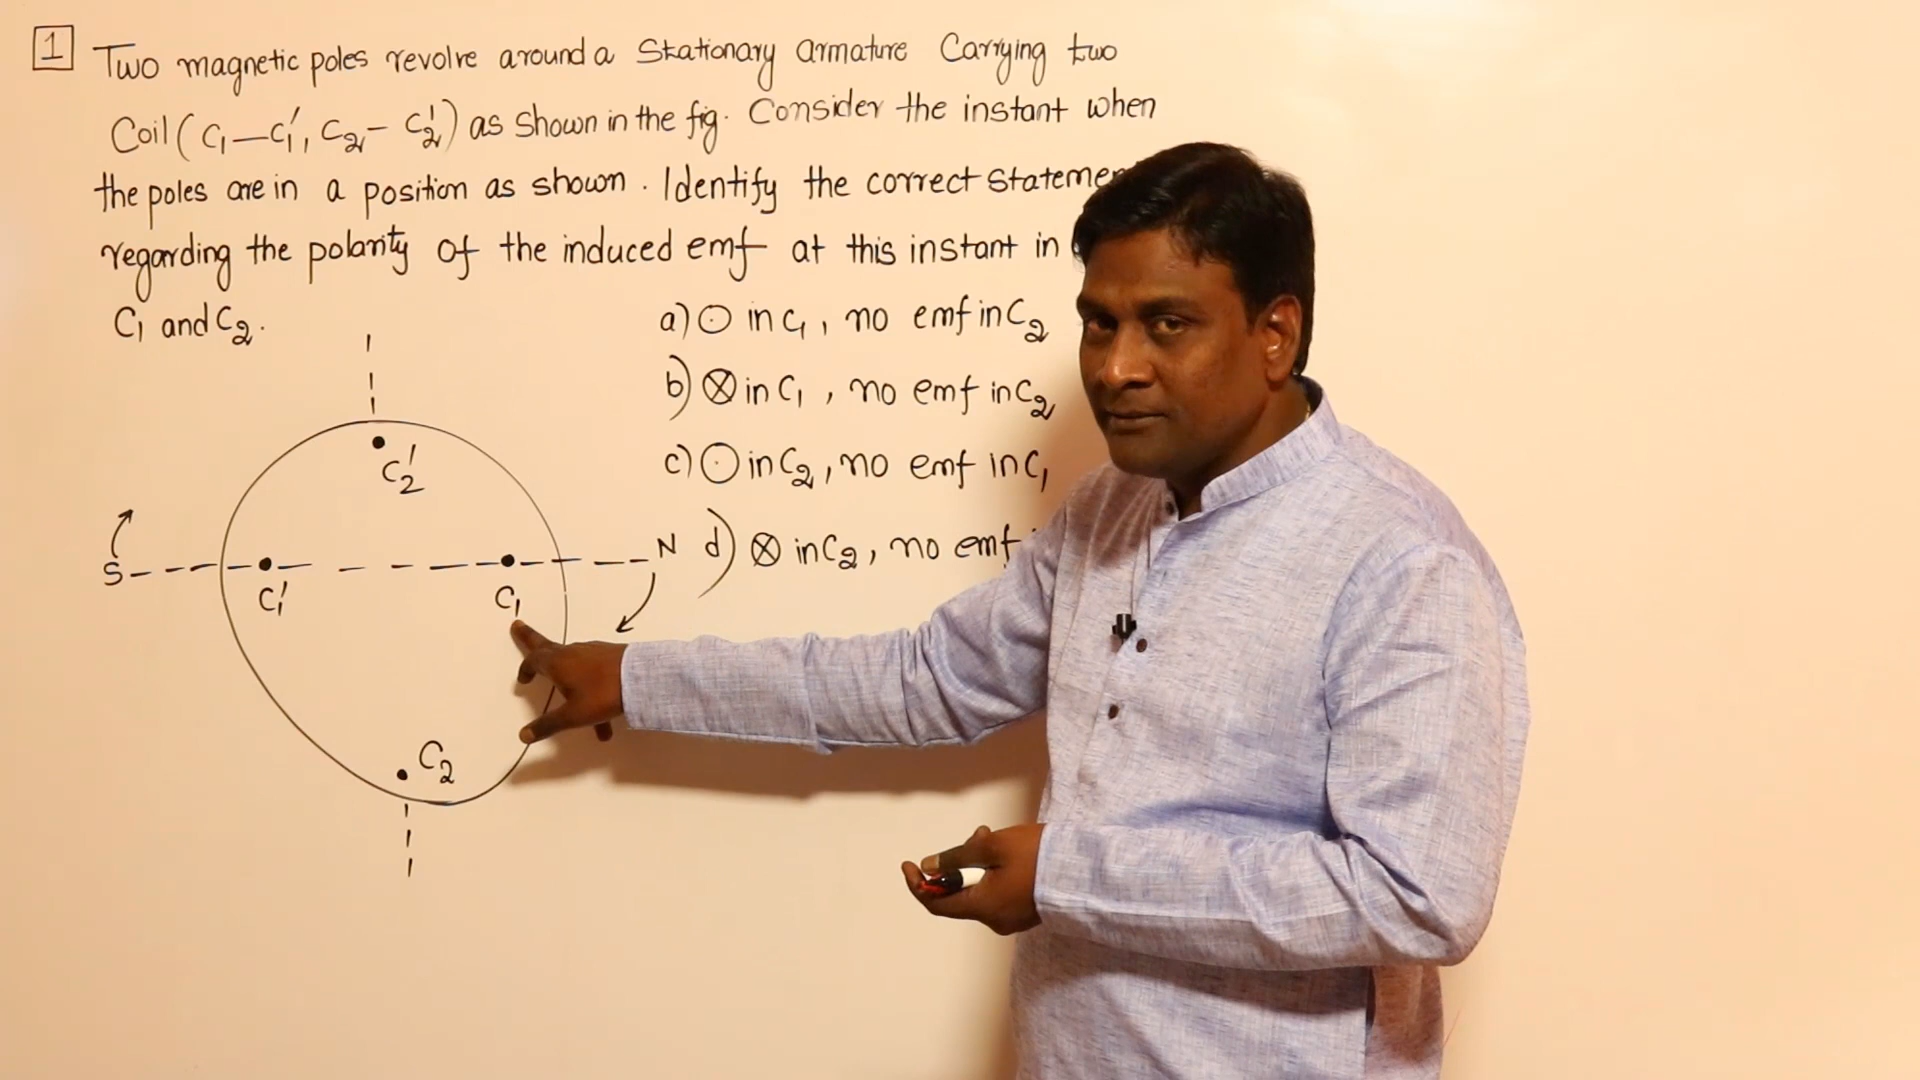 1 Two magnetic poles revolve around a Stationary armature Carrying two
Coil (C₁—C₁', C₂—C₂') as shown in the fig. Consider the instant when
the poles are in a position as shown. Identify the correct
regarding the polarity of the induced emf at this instant in
C₁ and C₂.
a) ⊙ in C₁, no emf in C₂
b) ⊗ in C₁, no emf in C₂
c) ⊙ in C₂, no emf in C₁
d) ⊗ in C₂, no emf
C₂'
S
N
C₁'
C₁
C₂